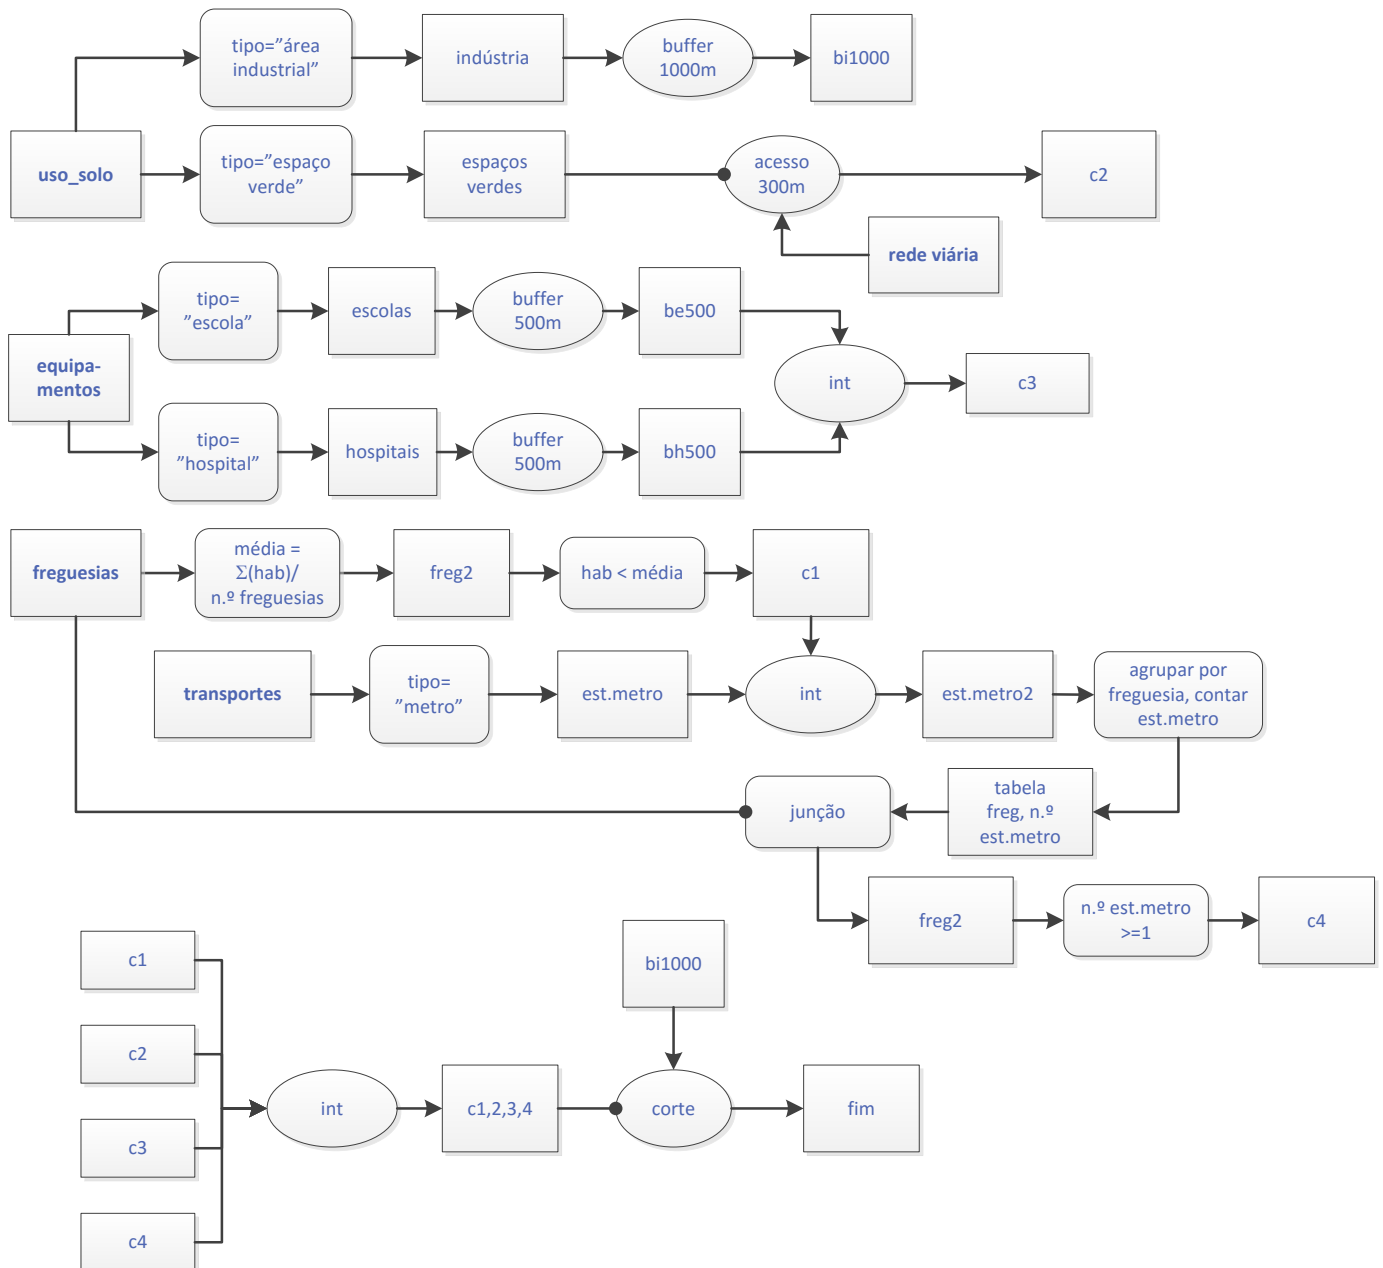 tipo=”área
industrial”
indústria
buffer
1000m
bi1000
uso_solo
tipo=”espaço
verde”
espaços
verdes
acesso
300m
c2
rede viária
tipo=
”escola”
escolas
buffer
500m
be500
equipa-
mentos
int
c3
tipo=
”hospital”
hospitais
buffer
500m
bh500
freguesias
média =
Σ(hab)/
n.º freguesias
freg2
hab < média
c1
transportes
tipo=
”metro”
est.metro
int
est.metro2
agrupar por
freguesia, contar
est.metro
junção
tabela
freg, n.º
est.metro
freg2
n.º est.metro
>=1
c4
c1
bi1000
c2
int
c1,2,3,4
corte
fim
c3
c4